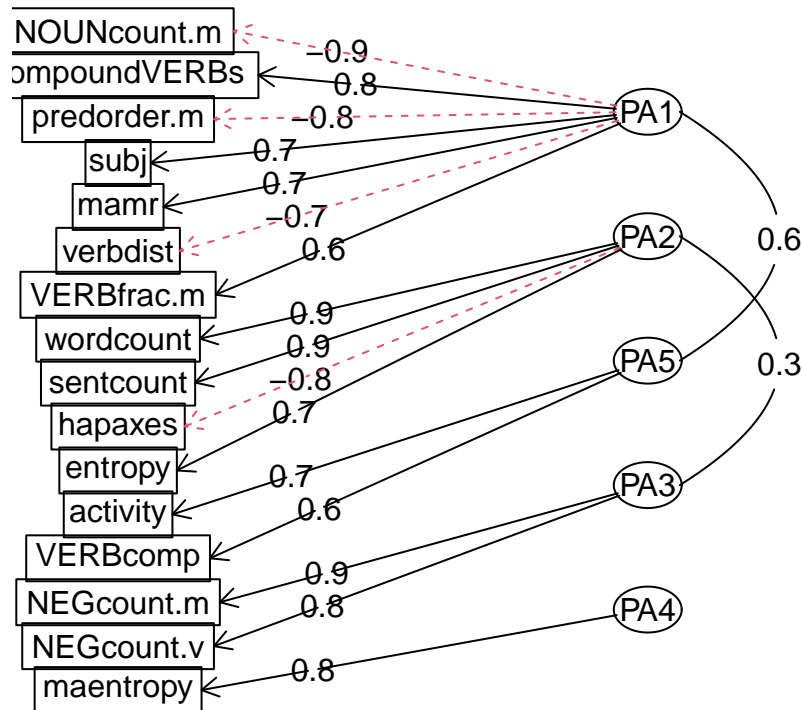 NOUNcount.m
ompoundVERBs
predorder.m
subj
mamr
verbdist
VERBfrac.m
wordcount
sentcount
hapaxes
entropy
activity
VERBcomp
NEGcount.m
NEGcount.v
maentropy
−0.9
0.8
−0.8
0.7
0.7
−0.7
0.6
0.9
0.9
−0.8
0.7
0.7
0.6
0.9
0.8
0.8
PA1
PA2
PA5
PA3
PA4
0.6
0.3